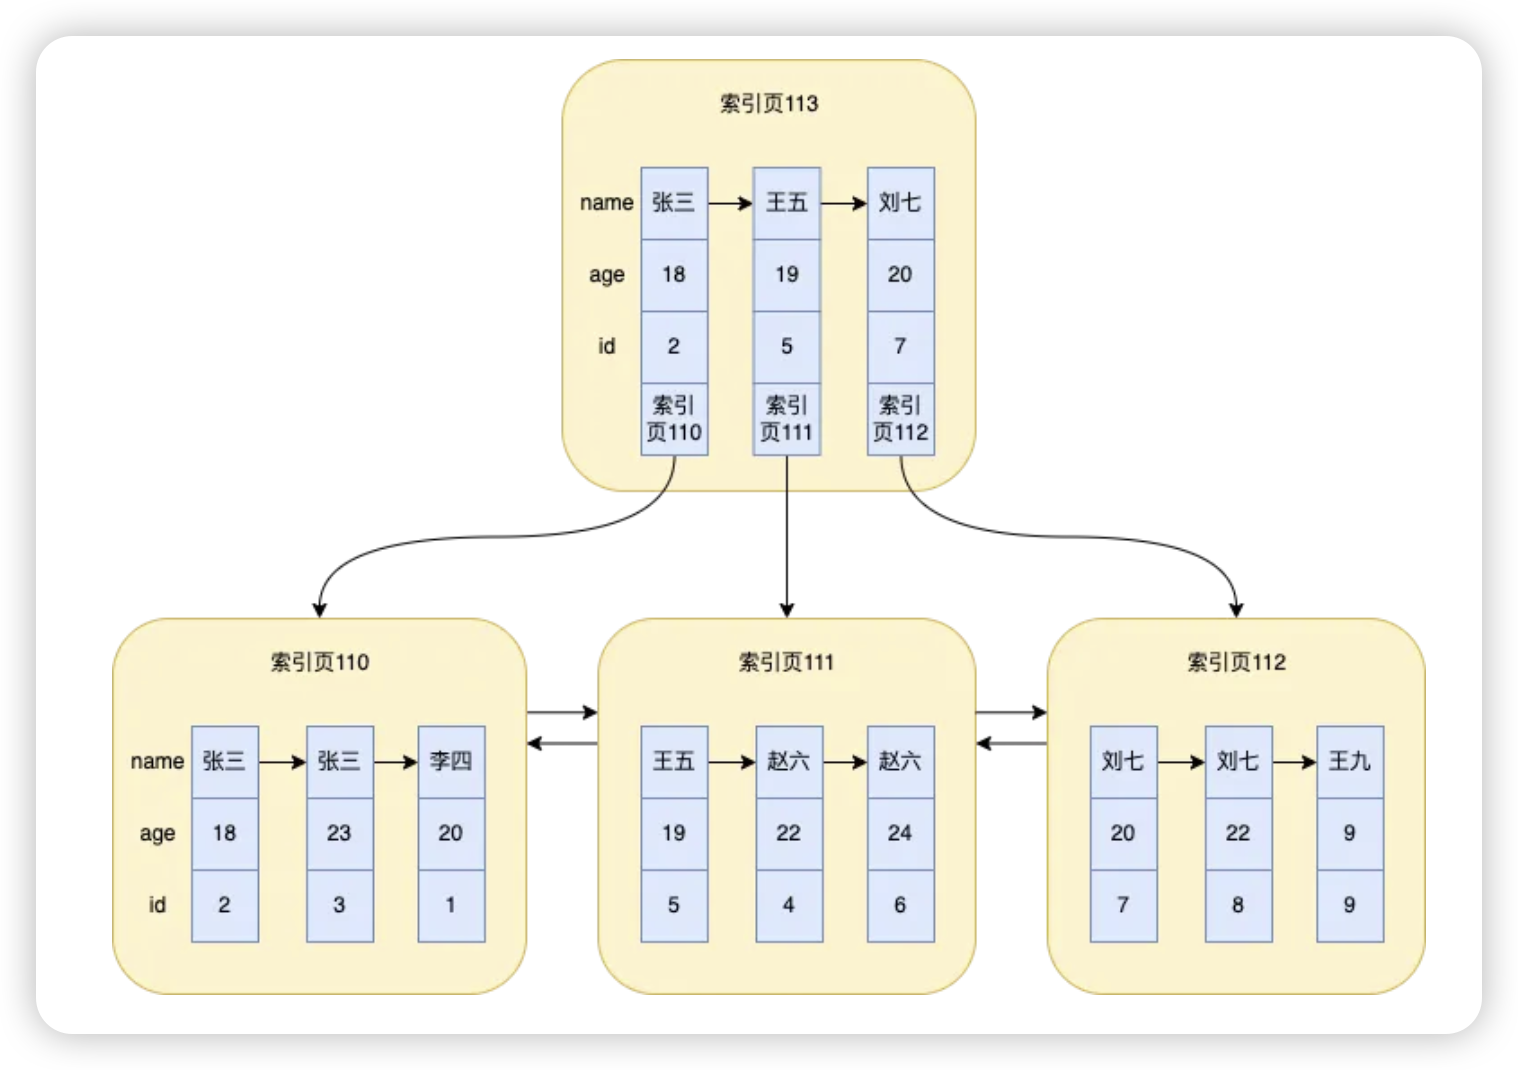 索引页113
name 张三 王五 刘七
age 18 19 20
id 2 5 7
索引 索引 索引
页110 页111 页112
索引页110 索引页111 索引页112
name 张三 张三 李四 王五 赵六 赵六 刘七 刘七 王九
age 18 23 20 19 22 24 20 22 9
id 2 3 1 5 4 6 7 8 9